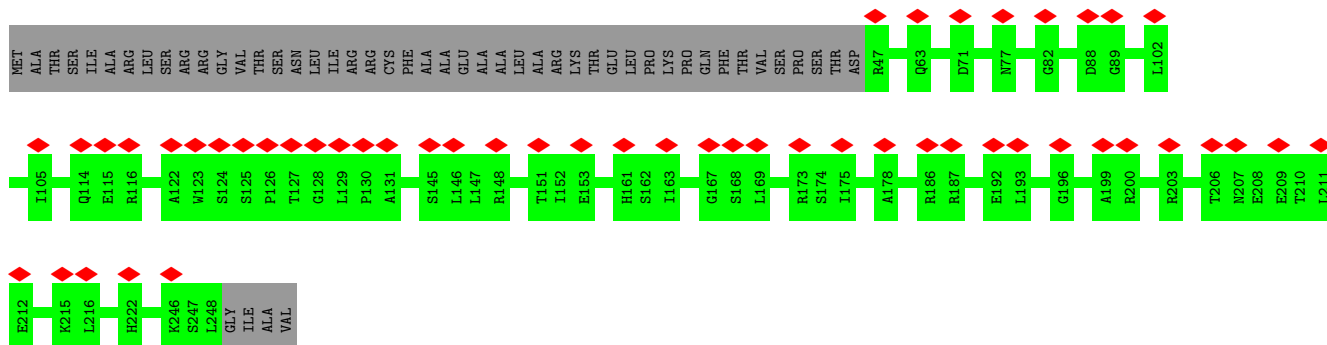 MET ALA THR SER ILE ALA ARG LEU SER ARG ARG GLY VAL THR SER ASN LEU ILE ARG ARG CYS PHE ALA ALA GLU ALA ALA LEU ALA ARG LYS THR GLU LEU PRO LYS PRO GLN PHE THR VAL SER PRO SER THR ASP R47 Q63 D71 N77 G82 D88 G89 L102
I105 Q114 E115 R116 A122 W123 S124 S125 P126 T127 G128 L129 P130 A131 S145 L146 L147 R148 T151 I152 E153 H161 S162 I163 G167 S168 L169 R173 S174 I175 A178 R186 R187 E192 L193 G196 A199 R200 R203 T206 N207 E208 E209 T210 L211
E212 K215 L216 H222 K246 S247 L248 GLY ILE ALA VAL